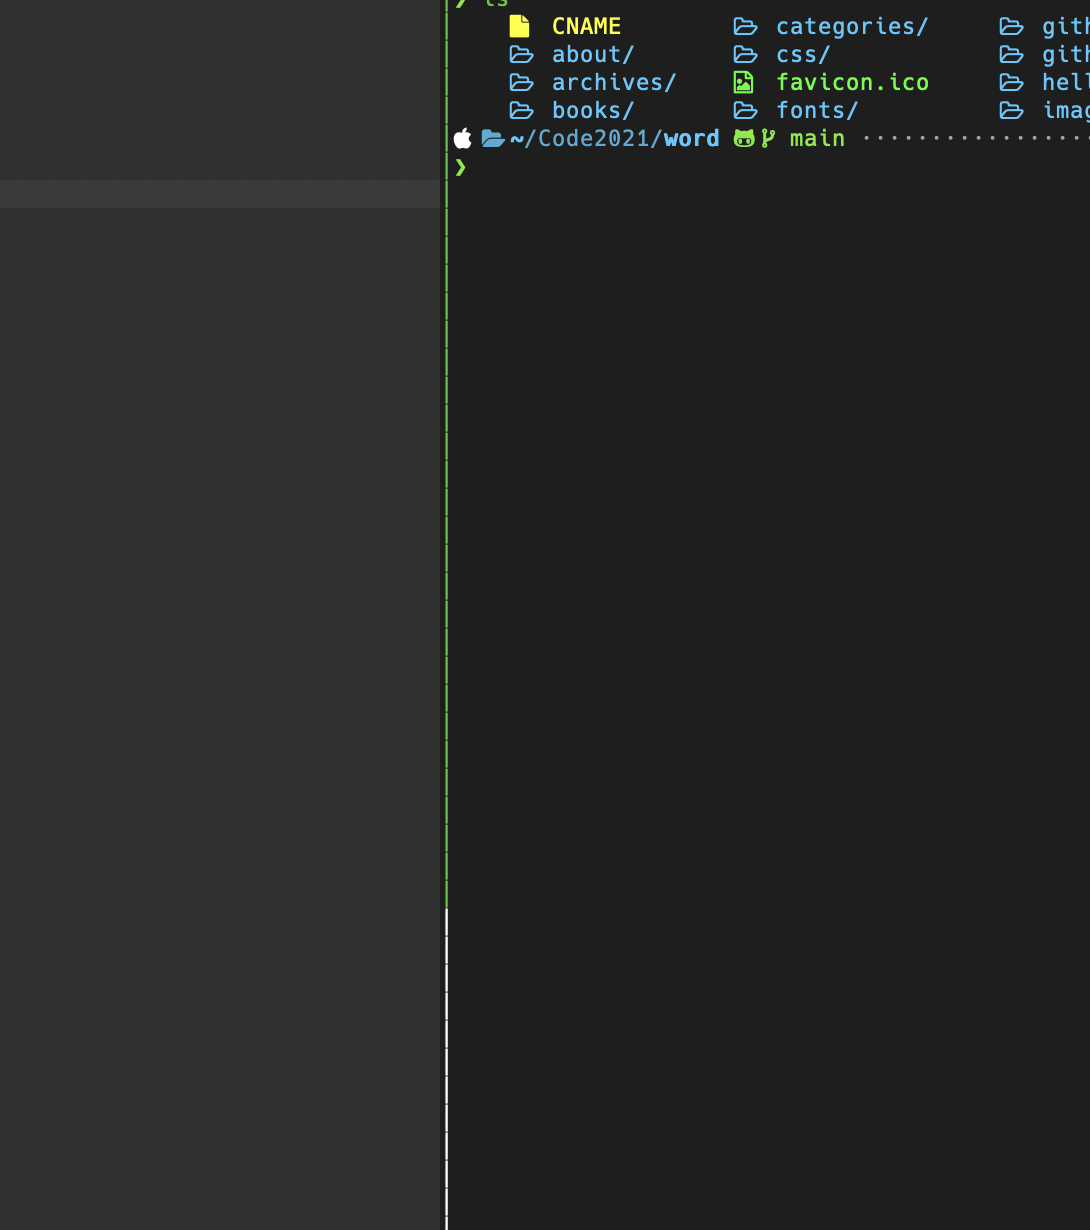 ❯ ls
CNAME categories/ gith
about/ css/ gith
archives/ favicon.ico hell
books/ fonts/ imag
~/Code2021/word main ·················
❯